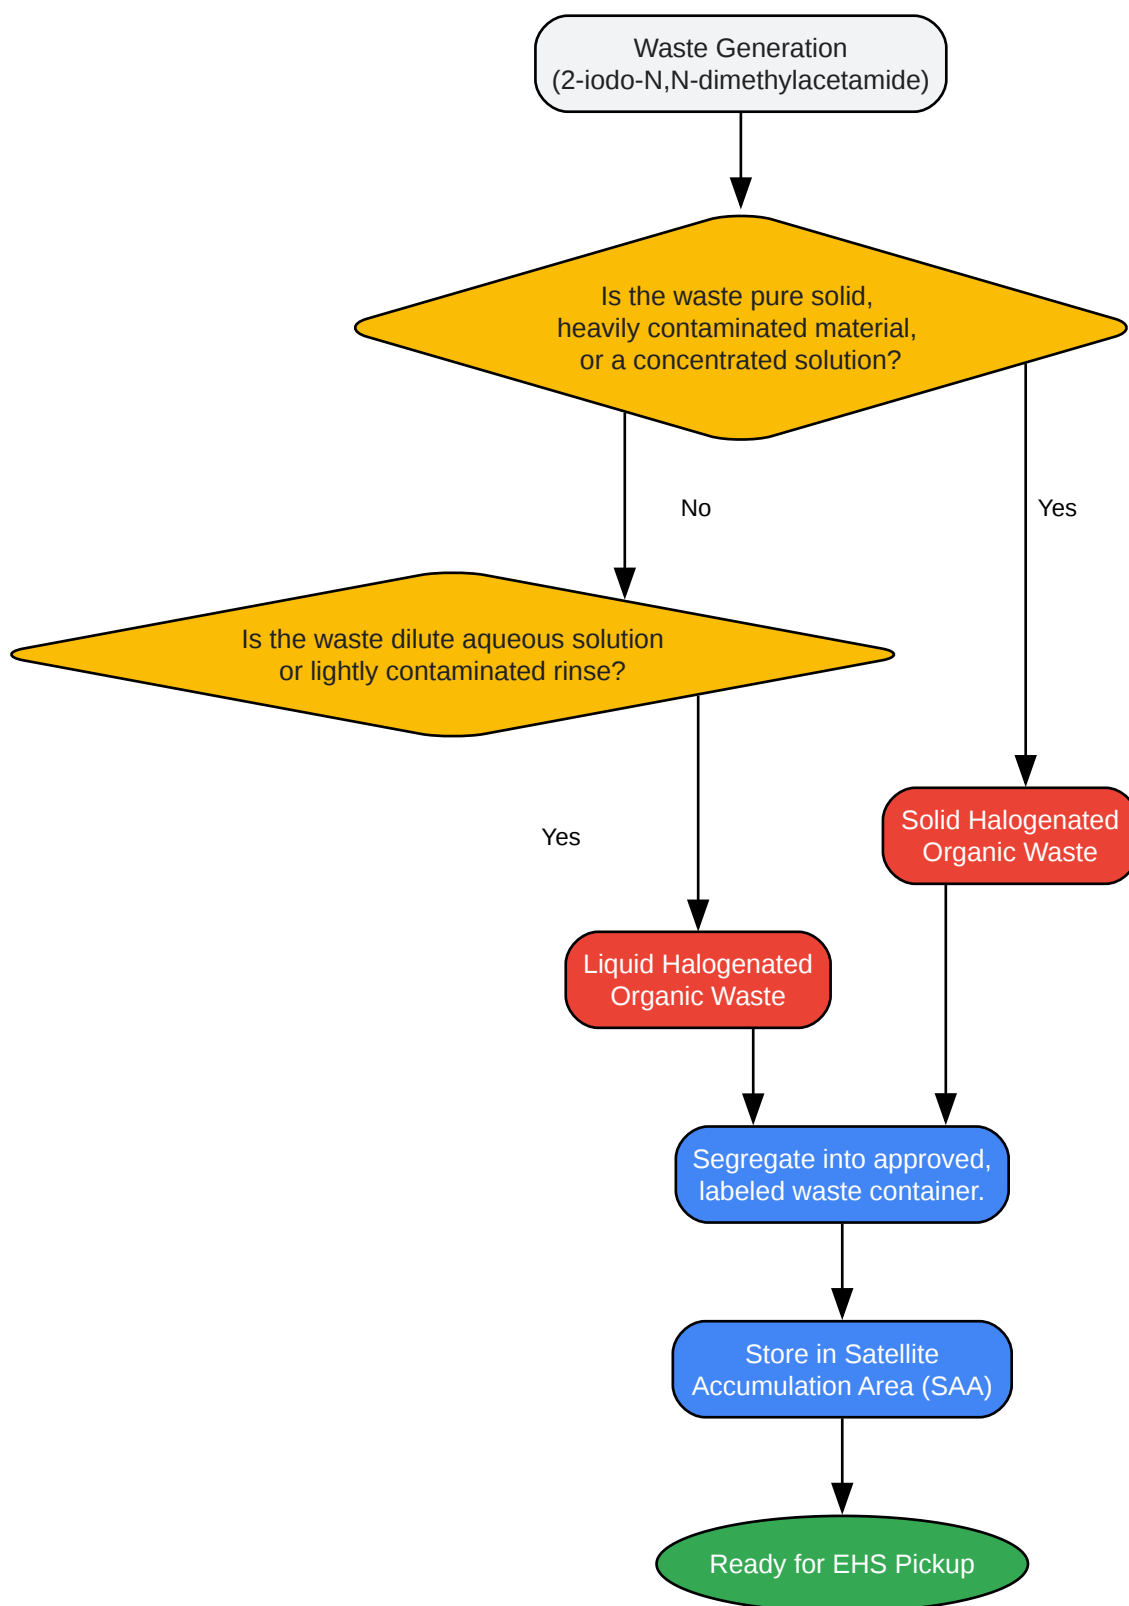 Waste Generation
(2-iodo-N,N-dimethylacetamide)
Is the waste pure solid,
heavily contaminated material,
or a concentrated solution?
No
Yes
Is the waste dilute aqueous solution
or lightly contaminated rinse?
Yes
Solid Halogenated
Organic Waste
Liquid Halogenated
Organic Waste
Segregate into approved,
labeled waste container.
Store in Satellite
Accumulation Area (SAA)
Ready for EHS Pickup